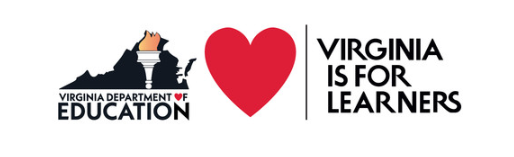 VIRGINIA DEPARTMENT OF
EDUCATION
VIRGINIA
IS FOR
LEARNERS